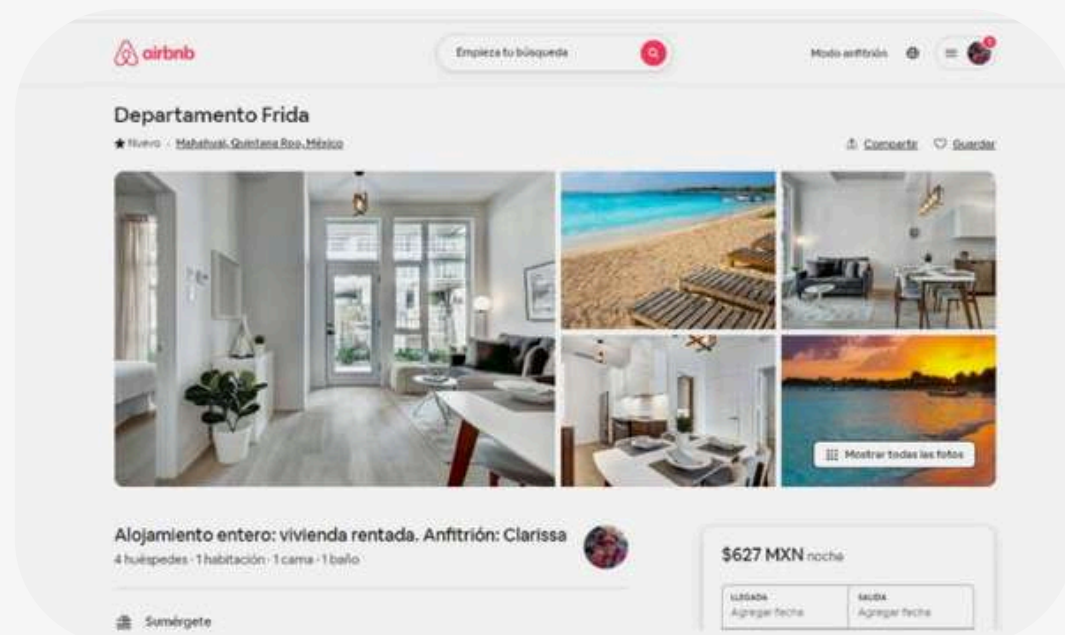 airbnb
Empieza tu búsqueda
Modo anfitrión
1
Departamento Frida
★ Nuevo · Mahahual, Quintana Roo, México
Compartir Guardar
Mostrar todas las fotos
Alojamiento entero: vivienda rentada. Anfitrión: Clarissa
4 huéspedes · 1 habitación · 1 cama · 1 baño
$627 MXN noche
LLEGADA SALIDA
Agregar fecha Agregar fecha
Sumérgete